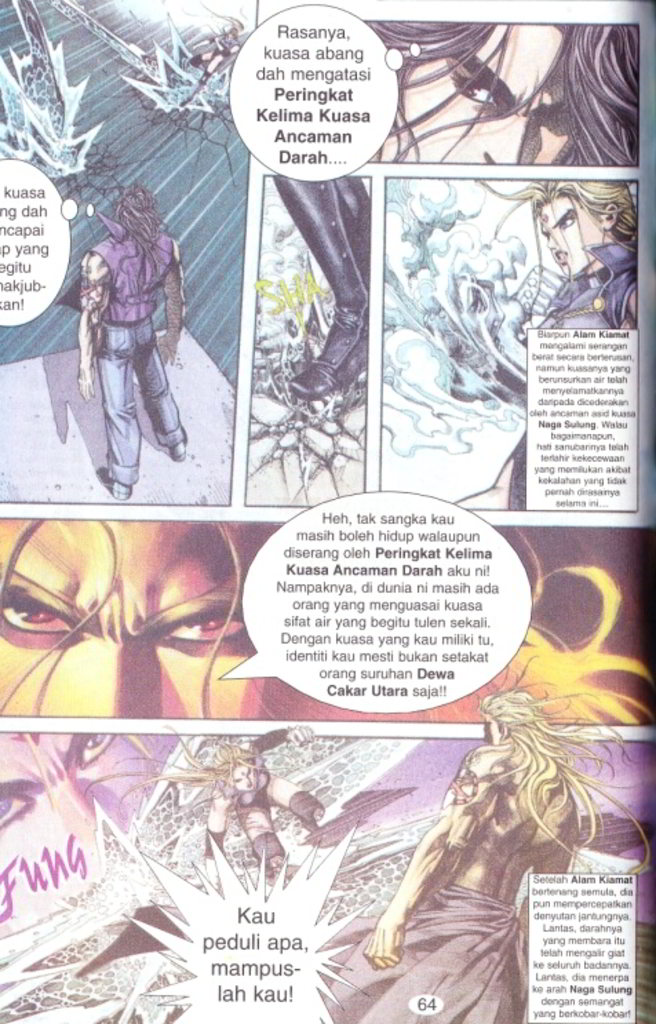 Rasanya,
kuasa abang
dah mengatasi
Peringkat
Kelima Kuasa
Ancaman
Darah....
kuasa
dah
yang
kan!
SHA
Biarpun Alam Kiamat
mengalami serangan
berat secara berterusan,
namun kuasanya yang
berunsurkan air telah
menyelamatkannya
daripada dicederakan
oleh ancaman asid kuasa
Naga Sulung. Walau
bagaimanapun,
hati sanubarinya telah
terlahir kekecewaan
yang memilukan akibat
kekalahan yang tidak
pernah dirasainya
selama ini...
Heh, tak sangka kau
masih boleh hidup walaupun
diserang oleh Peringkat Kelima
Kuasa Ancaman Darah aku ni!
Nampaknya, di dunia ni masih ada
orang yang menguasai kuasa
sifat air yang begitu tulen sekali.
Dengan kuasa yang kau miliki tu,
identiti kau mesti bukan setakat
orang suruhan Dewa
Cakar Utara saja!!
FUNG
Kau
peduli apa,
mampus-
lah kau!
Setelah Alam Kiamat
bertenang semula, dia
pun mempercepatkan
denyutan jantungnya.
Lantas, darahnya
yang membara itu
telah mengalir giat
ke seluruh badannya.
Lantas, dia menerpa
ke arah Naga Sulung
dengan semangat
yang berkobar-kobar!
64